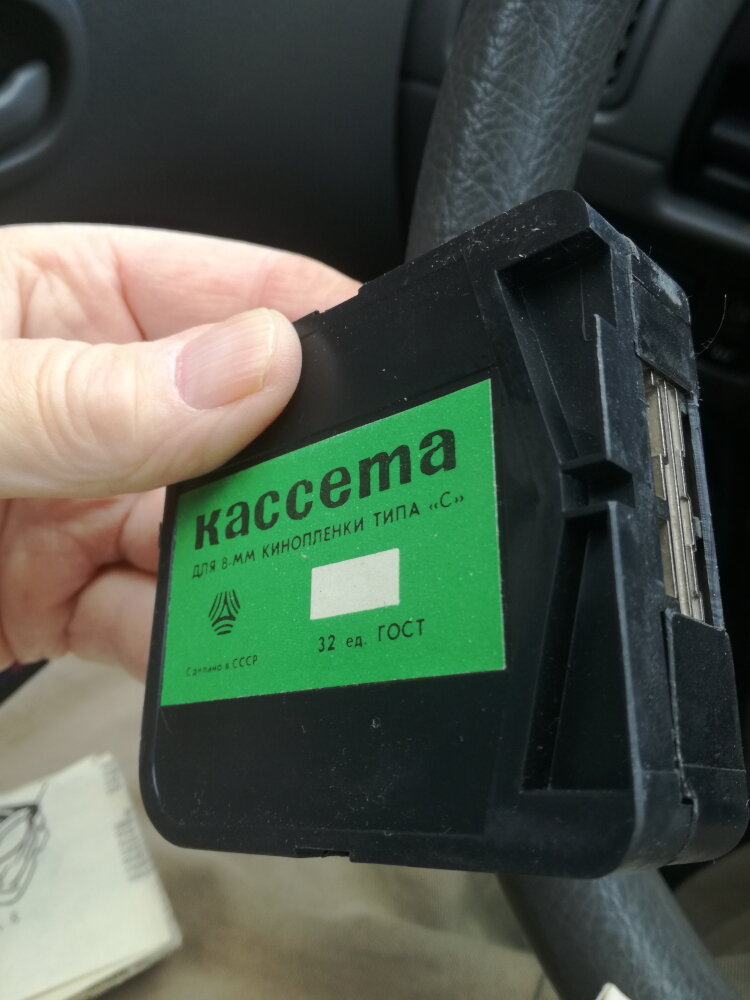 кассета
ДЛЯ 8-ММ КИНОПЛЕНКИ ТИПА «С»
32 ед. ГОСТ
Сделано в СССР